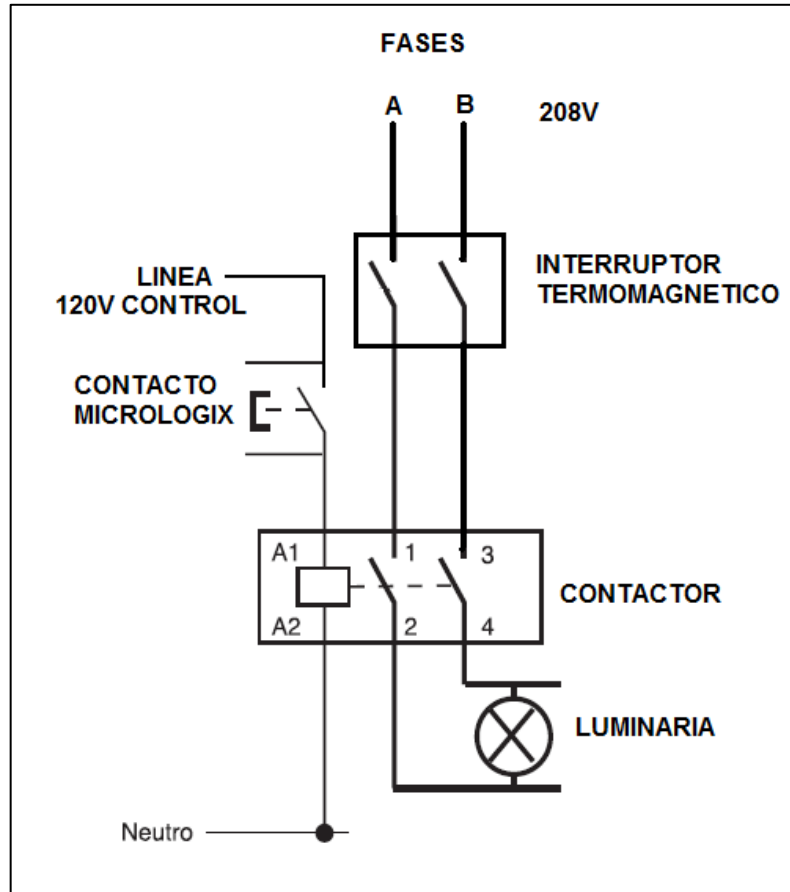 FASES
A B 208V
INTERRUPTOR
TERMOMAGNETICO
LINEA
120V CONTROL
CONTACTO
MICROLOGIX
A1 1 3
CONTACTOR
A2 2 4
LUMINARIA
Neutro